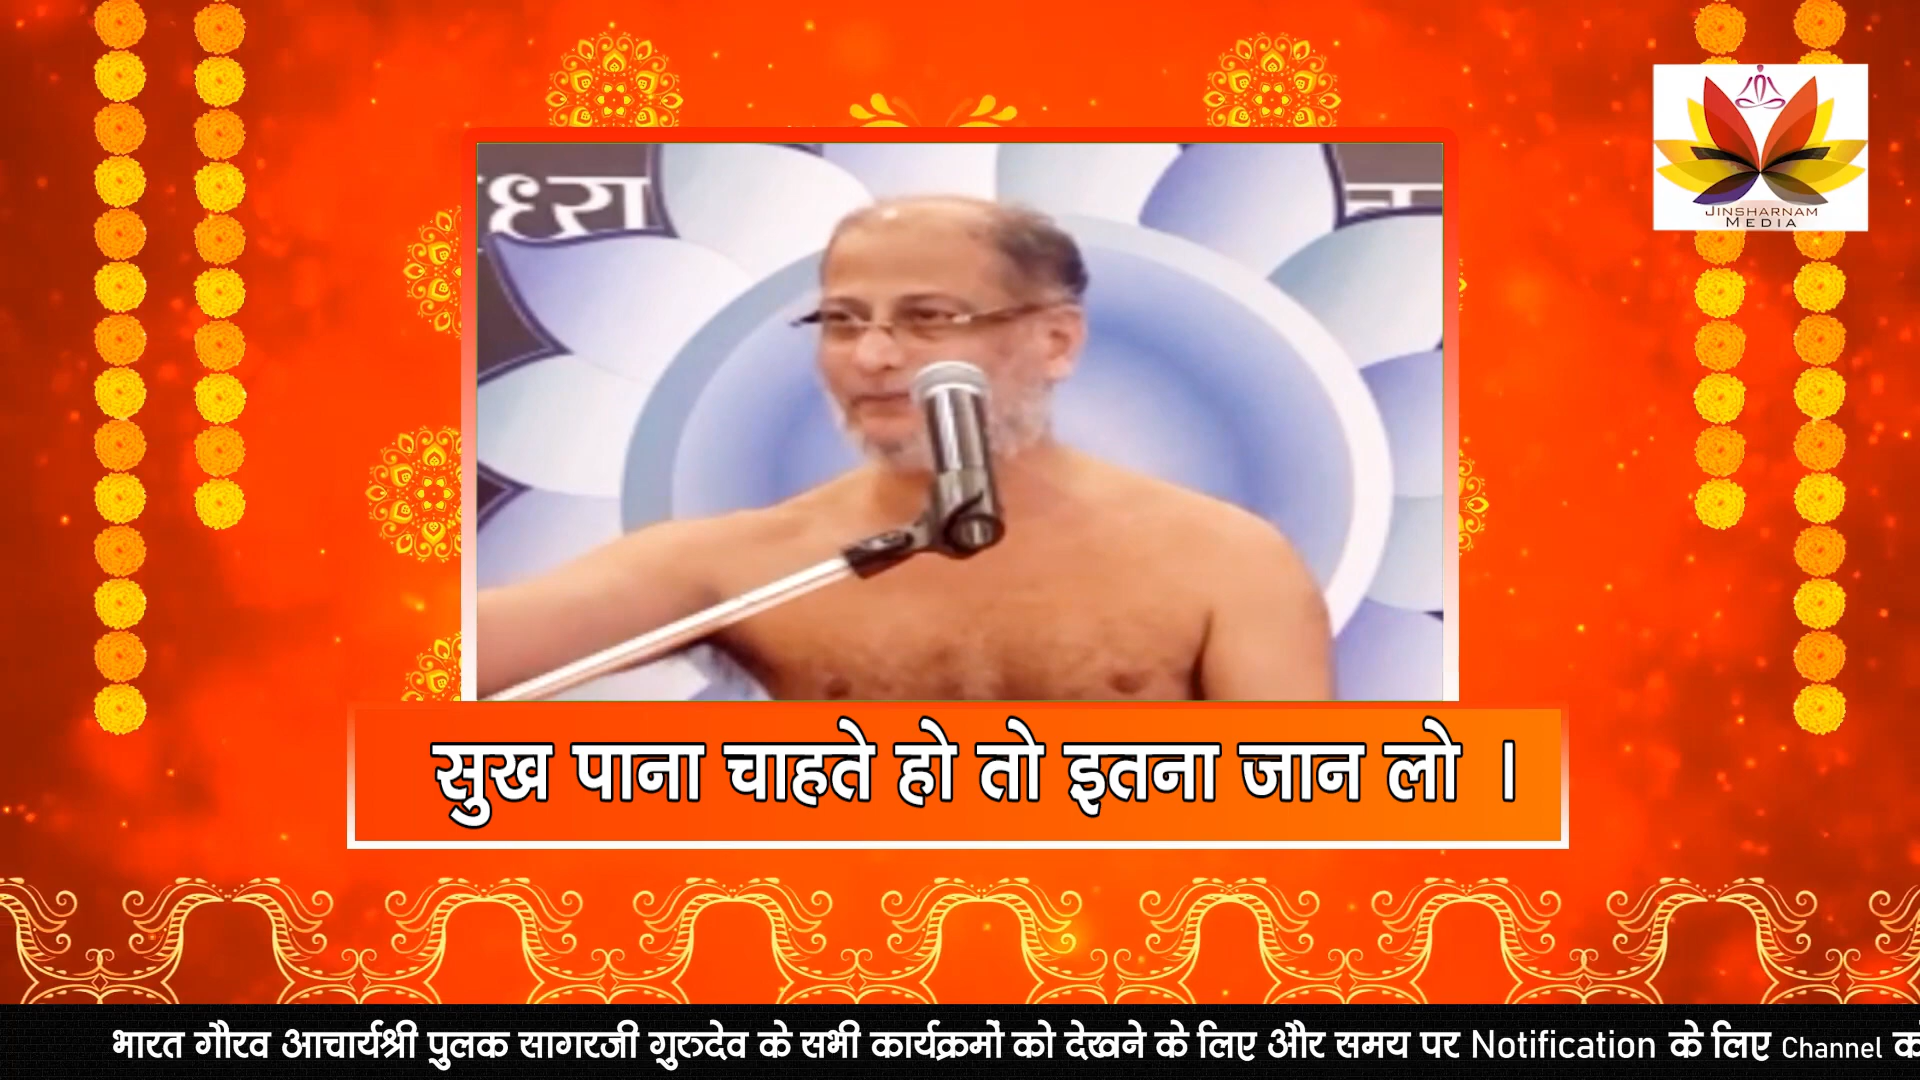 JINSHARNAM
MEDIA
सुख पाना चाहते हो तो इतना जान लो ।
भारत गौरव आचार्यश्री पुलक सागरजी गुरुदेव के सभी कार्यक्रमों को देखने के लिए और समय पर Notification के लिए Channel